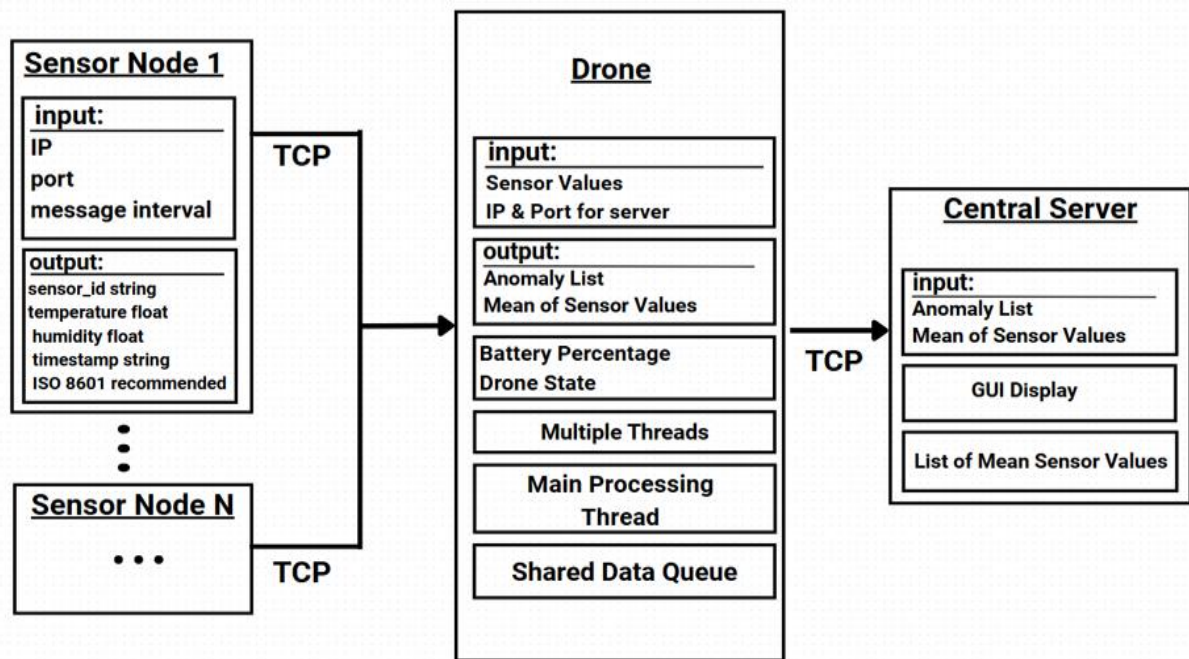 Sensor Node 1
input:
IP
port
message interval
output:
sensor_id string
temperature float
humidity float
timestamp string
ISO 8601 recommended
Sensor Node N
...
TCP
TCP
Drone
input:
Sensor Values
IP & Port for server
output:
Anomaly List
Mean of Sensor Values
Battery Percentage
Drone State
Multiple Threads
Main Processing
Thread
Shared Data Queue
TCP
Central Server
input:
Anomaly List
Mean of Sensor Values
GUI Display
List of Mean Sensor Values